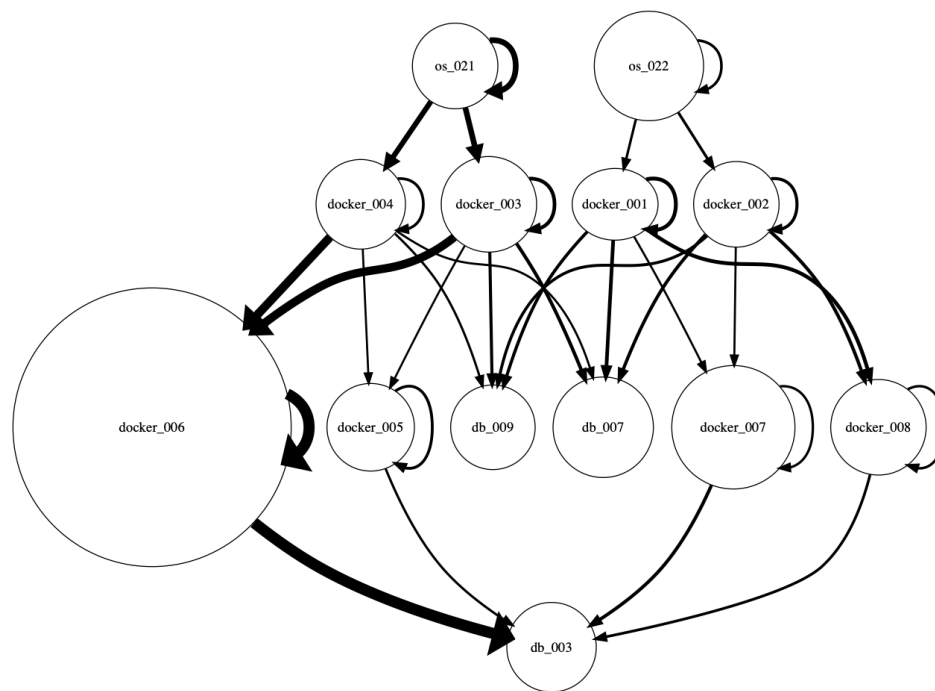 os_021
os_022
docker_004
docker_003
docker_001
docker_002
docker_006
docker_005
db_009
db_007
docker_007
docker_008
db_003